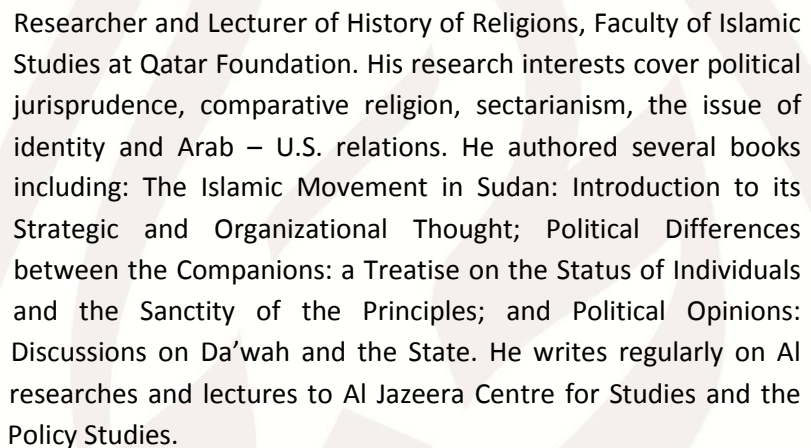 Researcher and Lecturer of History of Religions, Faculty of Islamic
Studies at Qatar Foundation. His research interests cover political
jurisprudence, comparative religion, sectarianism, the issue of
identity and Arab – U.S. relations. He authored several books
including: The Islamic Movement in Sudan: Introduction to its
Strategic and Organizational Thought; Political Differences
between the Companions: a Treatise on the Status of Individuals
and the Sanctity of the Principles; and Political Opinions:
Discussions on Da’wah and the State. He writes regularly on Al
researches and lectures to Al Jazeera Centre for Studies and the
Policy Studies.